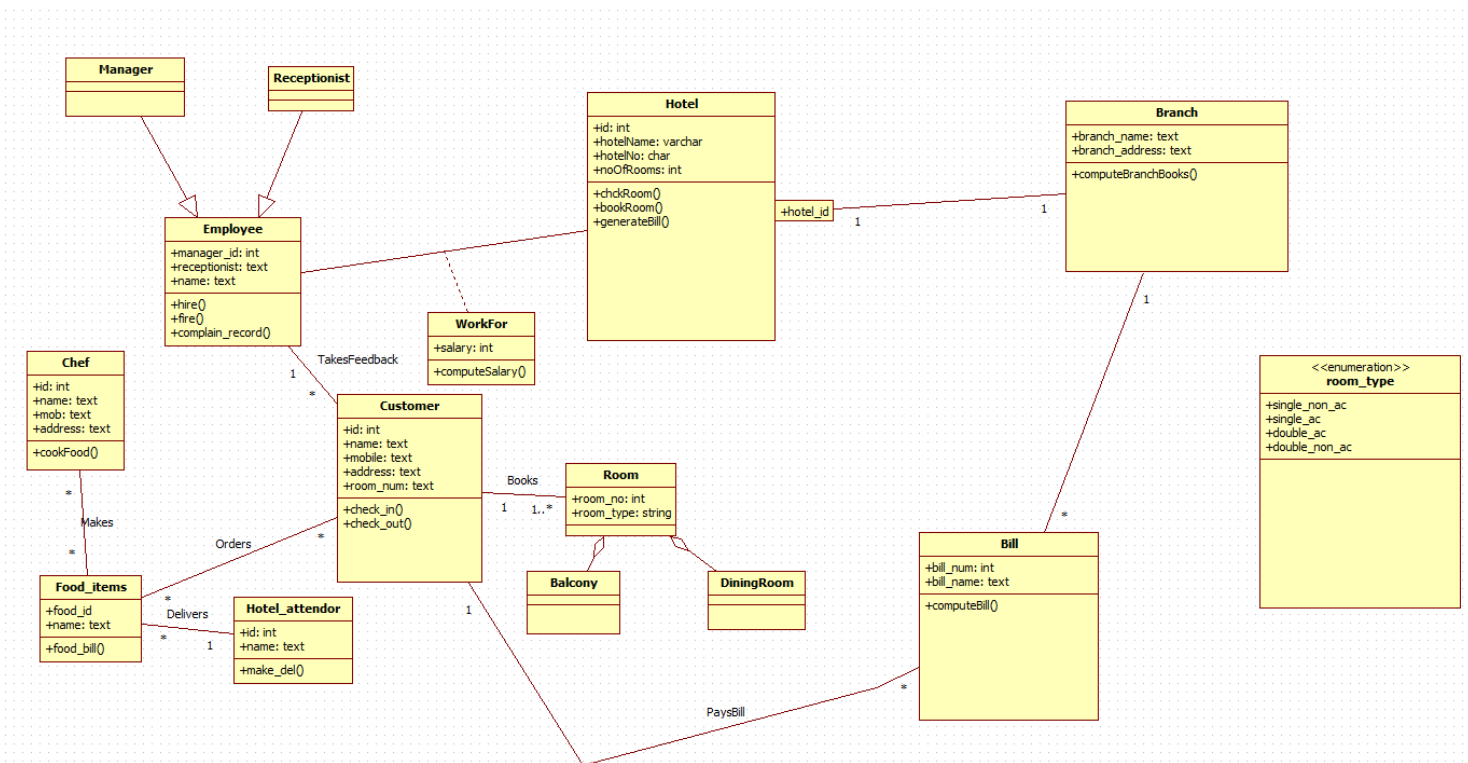 Manager
Receptionist
Hotel
+id: int
+hotelName: varchar
+hotelNo: char
+noOfRooms: int
+chckRoom()
+bookRoom()
+generateBill()
+hotel_id
1
1
Branch
+branch_name: text
+branch_address: text
+computeBranchBooks()
1
Employee
+manager_id: int
+receptionist: text
+name: text
+hire()
+fire()
+complain_record()
WorkFor
+salary: int
+computeSalary()
TakesFeedback
1
*
Chef
+id: int
+name: text
+mob: text
+address: text
+cookFood()
*
Makes
*
Customer
+id: int
+name: text
+mobile: text
+address: text
+room_num: text
+check_in()
+check_out()
Books
1
1..*
Room
+room_no: int
+room_type: string
Balcony
DiningRoom
<<enumeration>>
room_type
+single_non_ac
+single_ac
+double_ac
+double_non_ac
Orders
*
*
Food_items
+food_id
+name: text
+food_bill()
Delivers
*
1
Hotel_attendor
+id: int
+name: text
+make_del()
*
Bill
+bill_num: int
+bill_name: text
+computeBill()
1
PaysBill
*